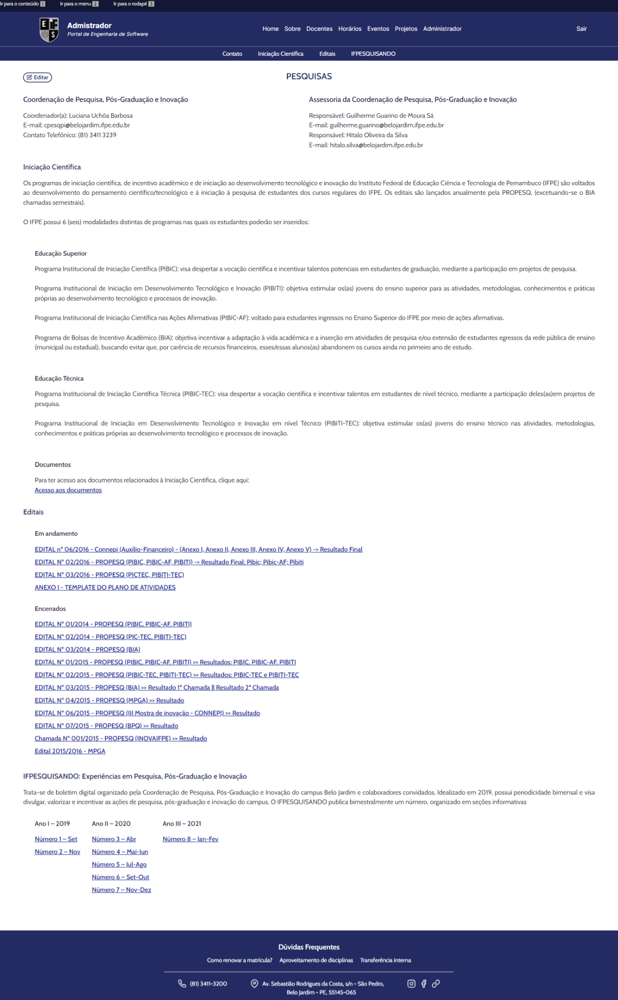 Ir para o conteúdo 1 Ir para o menu 2 Ir para o rodapé 3
E S
Admistrador
Portal de Engenharia de Software
Home Sobre Docentes Horários Eventos Projetos Administrador Sair
Contato Iniciação Científica Editais IFPESQUISANDO
Editar
PESQUISAS
Coordenação de Pesquisa, Pós-Graduação e Inovação
Coordenador(a): Luciana Uchôa Barbosa
E-mail: cpesqpi@belojardim.ifpe.edu.br
Contato Telefônico: (81) 3411 3239
Assessoria da Coordenação de Pesquisa, Pós-Graduação e Inovação
Responsável: Guilherme Guarino de Moura Sá
E-mail: guilherme.guarino@belojardim.ifpe.edu.br
Responsável: Hitalo Oliveira da Silva
E-mail: hitalo.silva@belojardim.ifpe.edu.br
Iniciação Científica
Os programas de iniciação científica, de incentivo acadêmico e de iniciação ao desenvolvimento tecnológico e inovação do Instituto Federal de Educação Ciência e Tecnologia de Pernambuco (IFPE) são voltados
ao desenvolvimento do pensamento científico/tecnológico e à iniciação à pesquisa de estudantes dos cursos regulares do IFPE. Os editais são lançados anualmente pela PROPESQ, (excetuando-se o BIA
chamadas semestrais).
O IFPE possui 6 (seis) modalidades distintas de programas nas quais os estudantes poderão ser inseridos:
Educação Superior
Programa Institucional de Iniciação Científica (PIBIC): visa despertar a vocação científica e incentivar talentos potenciais em estudantes de graduação, mediante a participação em projetos de pesquisa.
Programa Institucional de Iniciação em Desenvolvimento Tecnológico e Inovação (PIBITI): objetiva estimular os(as) jovens do ensino superior para as atividades, metodologias, conhecimentos e práticas
próprias ao desenvolvimento tecnológico e processos de inovação.
Programa Institucional de Iniciação Científica nas Ações Afirmativas (PIBIC-AF): voltado para estudantes ingressos no Ensino Superior do IFPE por meio de ações afirmativas.
Programa de Bolsas de Incentivo Acadêmico (BIA): objetiva incentivar a adaptação à vida acadêmica e a inserção em atividades de pesquisa e/ou extensão de estudantes egressos da rede pública de ensino
(municipal ou estadual), buscando evitar que, por carência de recursos financeiros, esses/essas alunos(as) abandonem os cursos ainda no primeiro ano de estudo.
Educação Técnica
Programa Institucional de Iniciação Científica Técnica (PIBIC-TEC): visa despertar a vocação científica e incentivar talentos em estudantes de nível técnico, mediante a participação deles(as)em projetos de
pesquisa.
Programa Institucional de Iniciação em Desenvolvimento Tecnológico e Inovação em nível Técnico (PIBITI-TEC): objetiva estimular os(as) jovens do ensino técnico nas atividades, metodologias,
conhecimentos e práticas próprias ao desenvolvimento tecnológico e processos de inovação.
Documentos
Para ter acesso aos documentos relacionados à Iniciação Científica, clique aqui:
Acesso aos documentos
Editais
Em andamento
EDITAL nº 06/2016 - Connepi (Auxílio-Financeiro) - (Anexo I, Anexo II, Anexo III, Anexo IV, Anexo V) -> Resultado Final
EDITAL Nº 02/2016 - PROPESQ (PIBIC, PIBIC-AF, PIBITI) -> Resultado Final: Pibic; Pibic-AF; Pibiti
EDITAL Nº 03/2016 - PROPESQ (PICTEC, PIBITI-TEC)
ANEXO I - TEMPLATE DO PLANO DE ATIVIDADES
Encerrados
EDITAL Nº 01/2014 - PROPESQ (PIBIC, PIBIC-AF, PIBITI)
EDITAL Nº 02/2014 - PROPESQ (PIC-TEC, PIBITI-TEC)
EDITAL Nº 03/2014 - PROPESQ (BIA)
EDITAL Nº 01/2015 - PROPESQ (PIBIC, PIBIC-AF, PIBITI) >> Resultados: PIBIC, PIBIC-AF, PIBITI
EDITAL Nº 02/2015 - PROPESQ (PIBIC-TEC, PIBITI-TEC) >> Resultados: PIBIC-TEC e PIBITI-TEC
EDITAL Nº 03/2015 - PROPESQ (BIA) >> Resultado 1ª Chamada || Resultado 2ª Chamada
EDITAL Nº 04/2015 - PROPESQ (MPGA) >> Resultado
EDITAL Nº 06/2015 - PROPESQ (III Mostra de inovação - CONNEPI) >> Resultado
EDITAL Nº 07/2015 - PROPESQ (BPQ) >> Resultado
Chamada Nº 001/2015 - PROPESQ (INOVAIFPE) >> Resultado
Edital 2015/2016 - MPGA
IFPESQUISANDO: Experiências em Pesquisa, Pós-Graduação e Inovação
Trata-se de boletim digital organizado pela Coordenação de Pesquisa, Pós-Graduação e Inovação do campus Belo Jardim e colaboradores convidados. Idealizado em 2019, possui periodicidade bimensal e visa
divulgar, valorizar e incentivar as ações de pesquisa, pós-graduação e inovação do campus. O IFPESQUISANDO publica bimestralmente um número, organizado em seções informativas
Ano I – 2019
Número 1 – Set
Número 2 – Nov
Ano II – 2020
Número 3 – Abr
Número 4 – Mai-Jun
Número 5 – Jul-Ago
Número 6 – Set-Out
Número 7 – Nov-Dez
Ano III – 2021
Número 8 – Jan-Fev
Dúvidas Frequentes
Como renovar a matrícula? Aproveitamento de disciplinas Transferência interna
(81) 3411-3200
Av. Sebastião Rodrigues da Costa, s/n - São Pedro,
Belo Jardim - PE, 55145-065